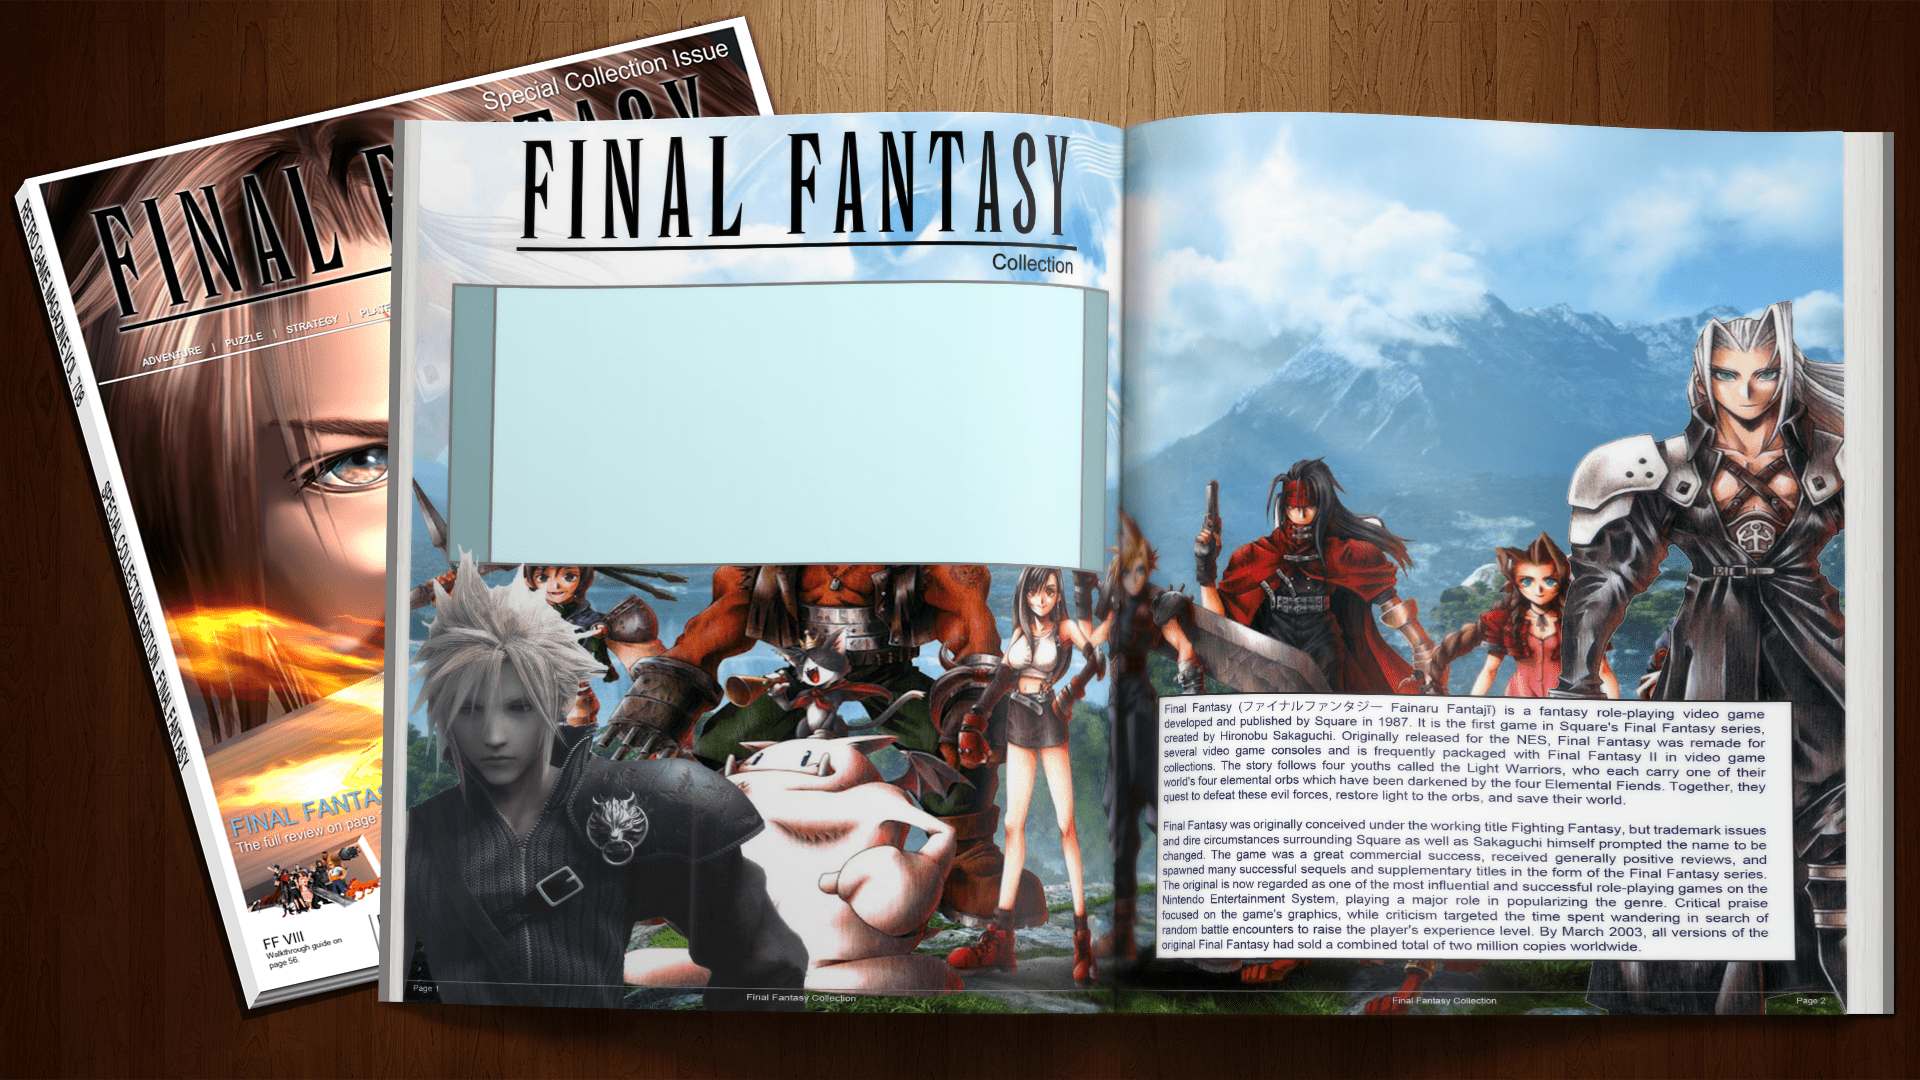 Special Collection Issue
FINAL
ADVENTURE | PUZZLE | STRATEGY |
RETRO GAME MAGAZINE VOL. 708
SPECIAL COLLECTION EDITION - FINAL FANTASY
The full review on page
FF VIII
Walkthrough guide on
page 56.
FINAL FANTASY
Collection
Page 1
Final Fantasy Collection
Final Fantasy (ファイナルファンタジー Fainaru Fantajī) is a fantasy role-playing video game
developed and published by Square in 1987. It is the first game in Square's Final Fantasy series,
created by Hironobu Sakaguchi. Originally released for the NES, Final Fantasy was remade for
several video game consoles and is frequently packaged with Final Fantasy II in video game
collections. The story follows four youths called the Light Warriors, who each carry one of their
world's four elemental orbs which have been darkened by the four Elemental Fiends. Together, they
quest to defeat these evil forces, restore light to the orbs, and save their world.
Final Fantasy was originally conceived under the working title Fighting Fantasy, but trademark issues
and dire circumstances surrounding Square as well as Sakaguchi himself prompted the name to be
changed. The game was a great commercial success, received generally positive reviews, and
spawned many successful sequels and supplementary titles in the form of the Final Fantasy series.
The original is now regarded as one of the most influential and successful role-playing games on the
Nintendo Entertainment System, playing a major role in popularizing the genre. Critical praise
focused on the game's graphics, while criticism targeted the time spent wandering in search of
random battle encounters to raise the player's experience level. By March 2003, all versions of the
original Final Fantasy had sold a combined total of two million copies worldwide.
Final Fantasy Collection
Page 2